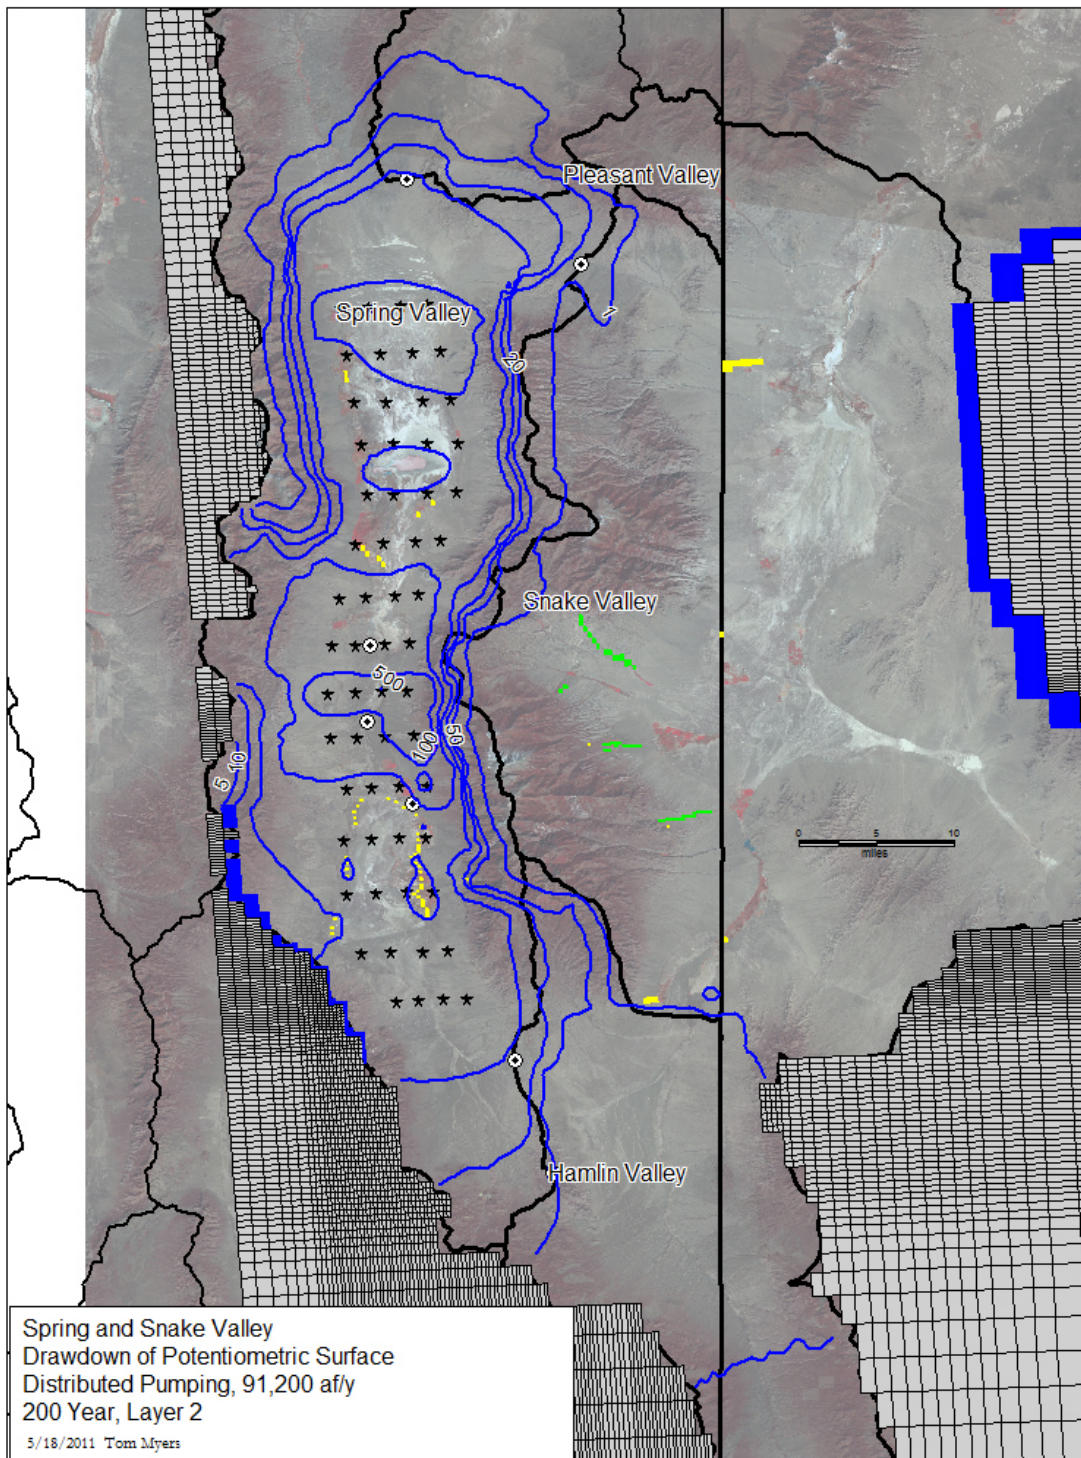 Pleasant Valley
1
Spring Valley
20
Snake Valley
500
100
50
5
10
0 5 10
miles
Hamlin Valley
Spring and Snake Valley
Drawdown of Potentiometric Surface
Distributed Pumping, 91,200 af/y
200 Year, Layer 2
5/18/2011 Tom Myers